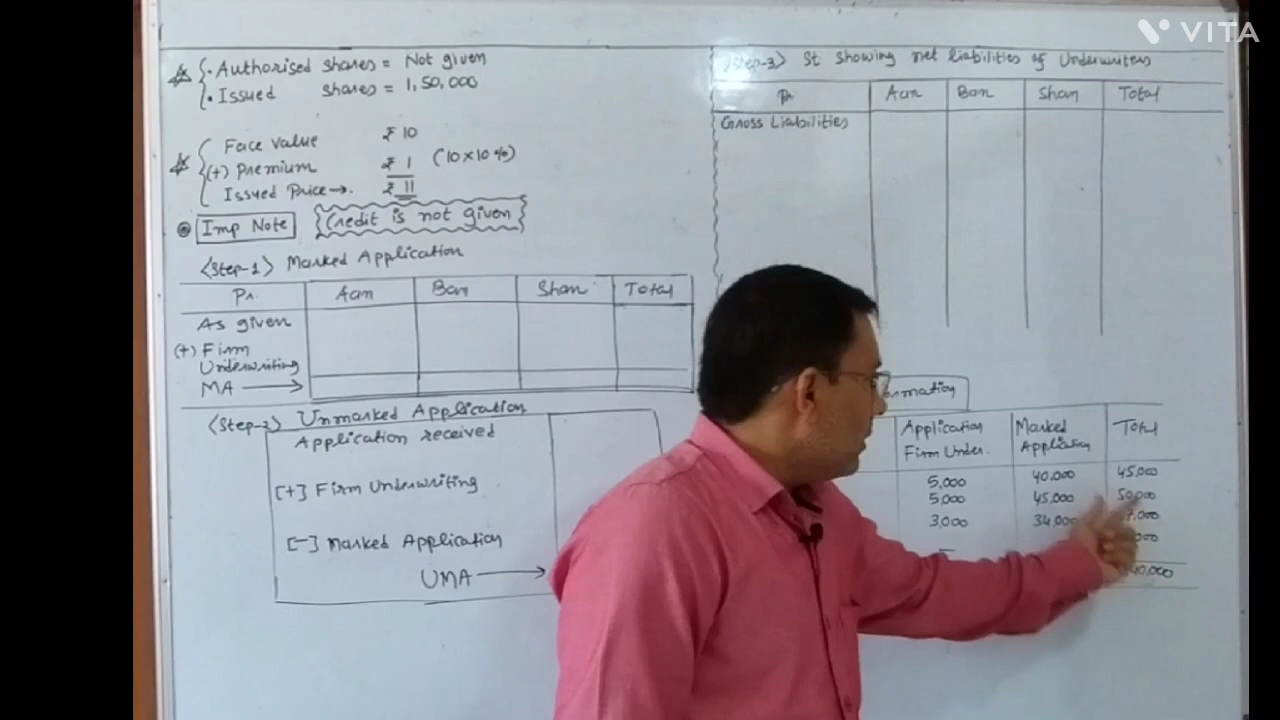 VITA
. Authorised shares = Not given
. Issued shares = 1,50,000
Face value ₹ 10
(+) Premium ₹ 1 (10×10%)
Issued Price→. ₹ 11
Imp Note Credit is not given
<Step-1> Marked Application
Pr. Aan Ban Shan Total
As given
(+) Firm
Underwriting
MA
<Step-2> Unmarked Application
Application received
[+] Firm Underwriting
[-] Marked Application
UMA
<Step-3> St showing net liabilities of Underwriters
Pr Aan Ban Shan Total
Gross Liabilities
Application Marked Total
Firm Under. Application
5,000 40,000 45,000
5,000 45,000 50,000
3,000 34,000
-